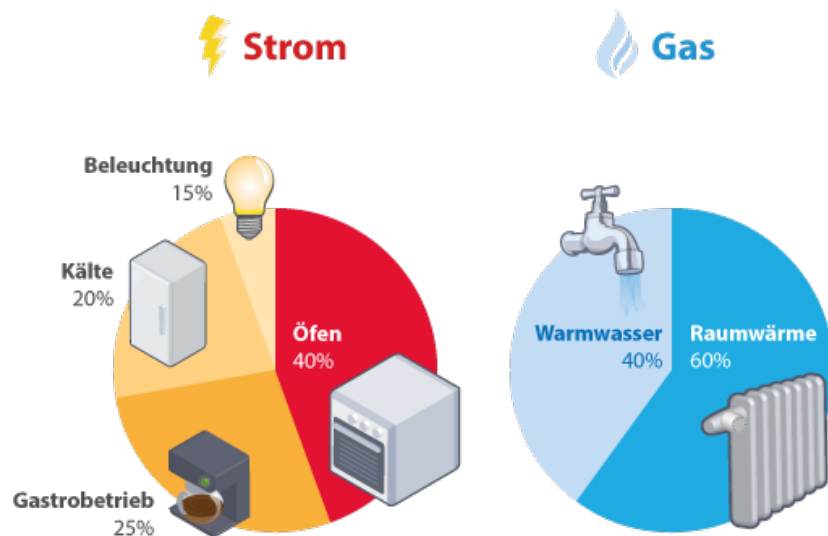 Strom
Gas
Beleuchtung
15%
Kälte
20%
Öfen
40%
Gastrobetrieb
25%
Warmwasser
40%
Raumwärme
60%